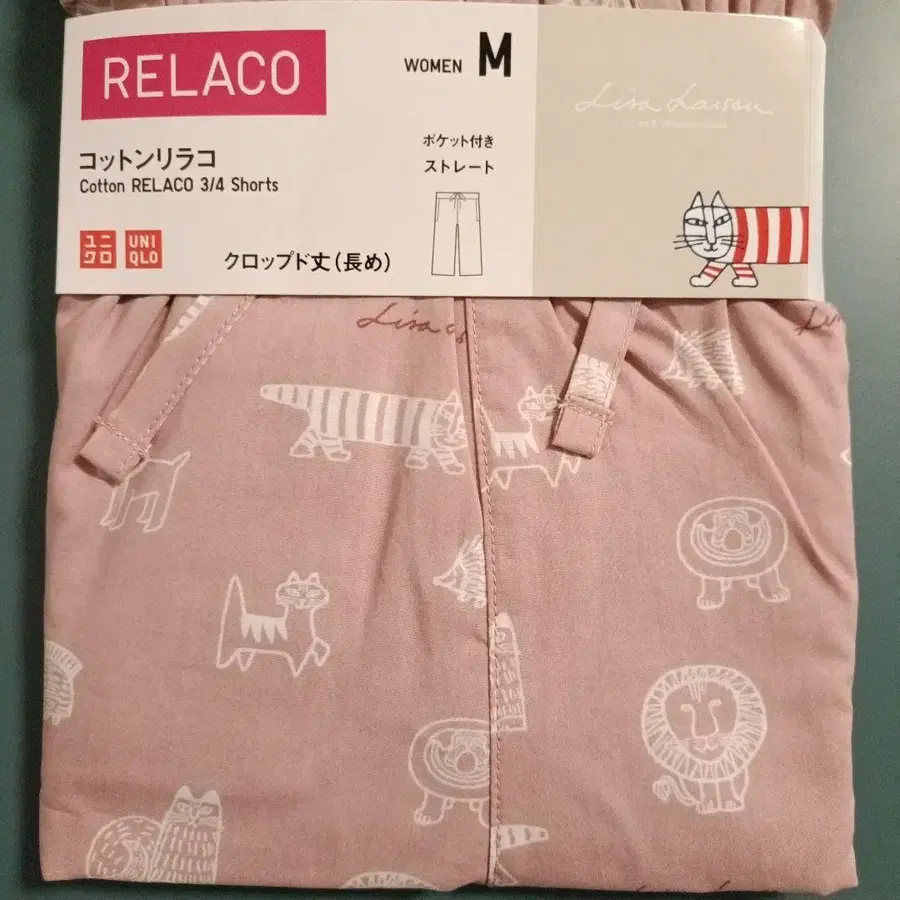 RELACO
WOMEN M
コットンリラコ
Cotton RELACO 3/4 Shorts
ユニ
クロ
UNI
QLO
クロップド丈(長め)
ポケット付き
ストレート
Lisa Larson
Lisa